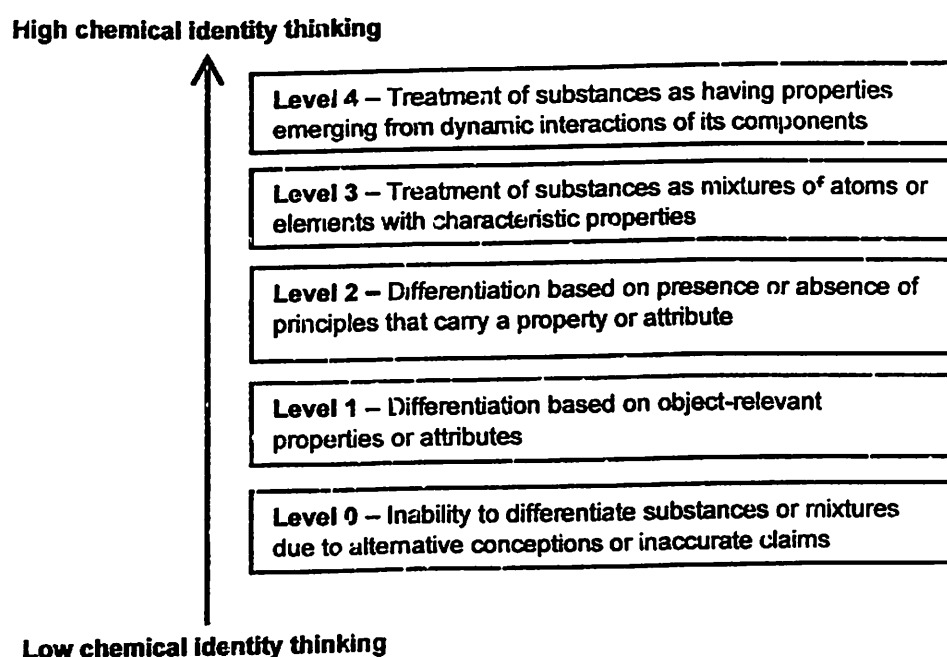 High chemical identity thinking
Level 4 – Treatment of substances as having properties
emerging from dynamic interactions of its components
Level 3 – Treatment of substances as mixtures of atoms or
elements with characteristic properties
Level 2 – Differentiation based on presence or absence of
principles that carry a property or attribute
Level 1 – Differentiation based on object-relevant
properties or attributes
Level 0 – Inability to differentiate substances or mixtures
due to alternative conceptions or inaccurate claims
Low chemical identity thinking